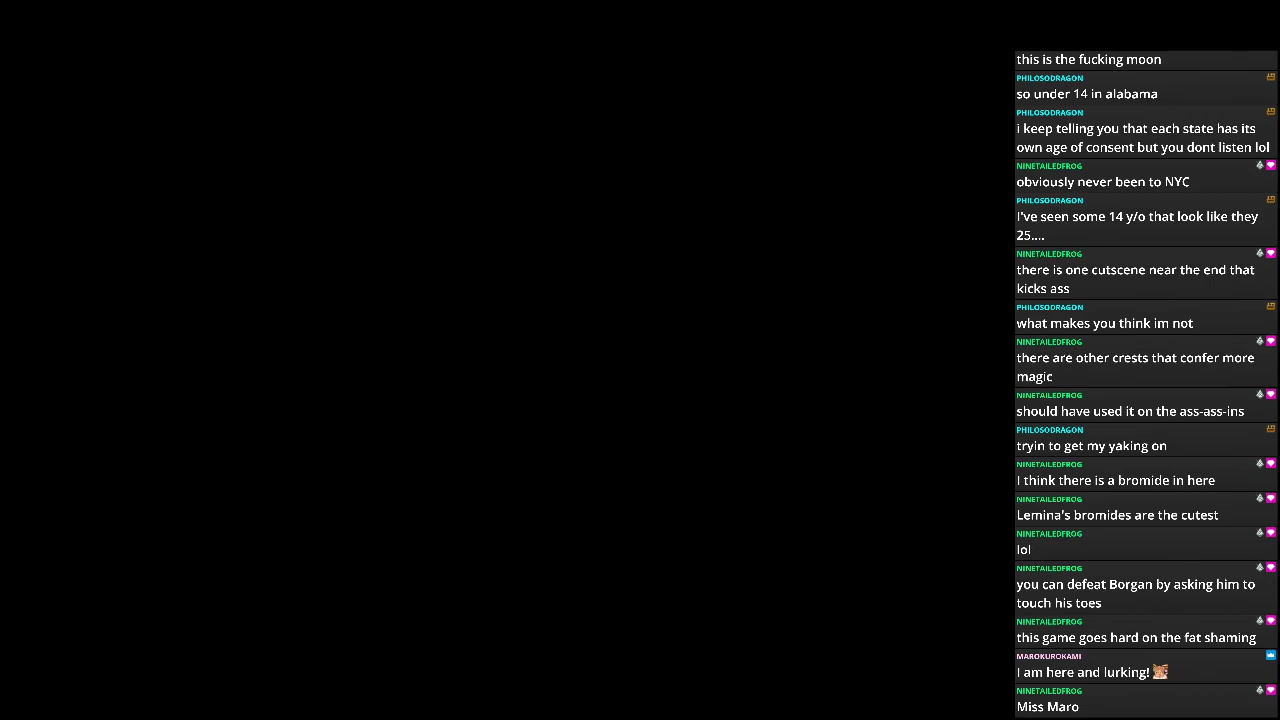 this is the fucking moon
PHILOSODRAGON
so under 14 in alabama
PHILOSODRAGON
i keep telling you that each state has its
own age of consent but you dont listen lol
NINETAILEDFROG
obviously never been to NYC
PHILOSODRAGON
I've seen some 14 y/o that look like they
25....
NINETAILEDFROG
there is one cutscene near the end that
kicks ass
PHILOSODRAGON
what makes you think im not
NINETAILEDFROG
there are other crests that confer more
magic
NINETAILEDFROG
should have used it on the ass-ass-ins
PHILOSODRAGON
tryin to get my yaking on
NINETAILEDFROG
I think there is a bromide in here
NINETAILEDFROG
Lemina's bromides are the cutest
NINETAILEDFROG
lol
NINETAILEDFROG
you can defeat Borgan by asking him to
touch his toes
NINETAILEDFROG
this game goes hard on the fat shaming
MAROKUROKAMI
I am here and lurking!
NINETAILEDFROG
Miss Maro